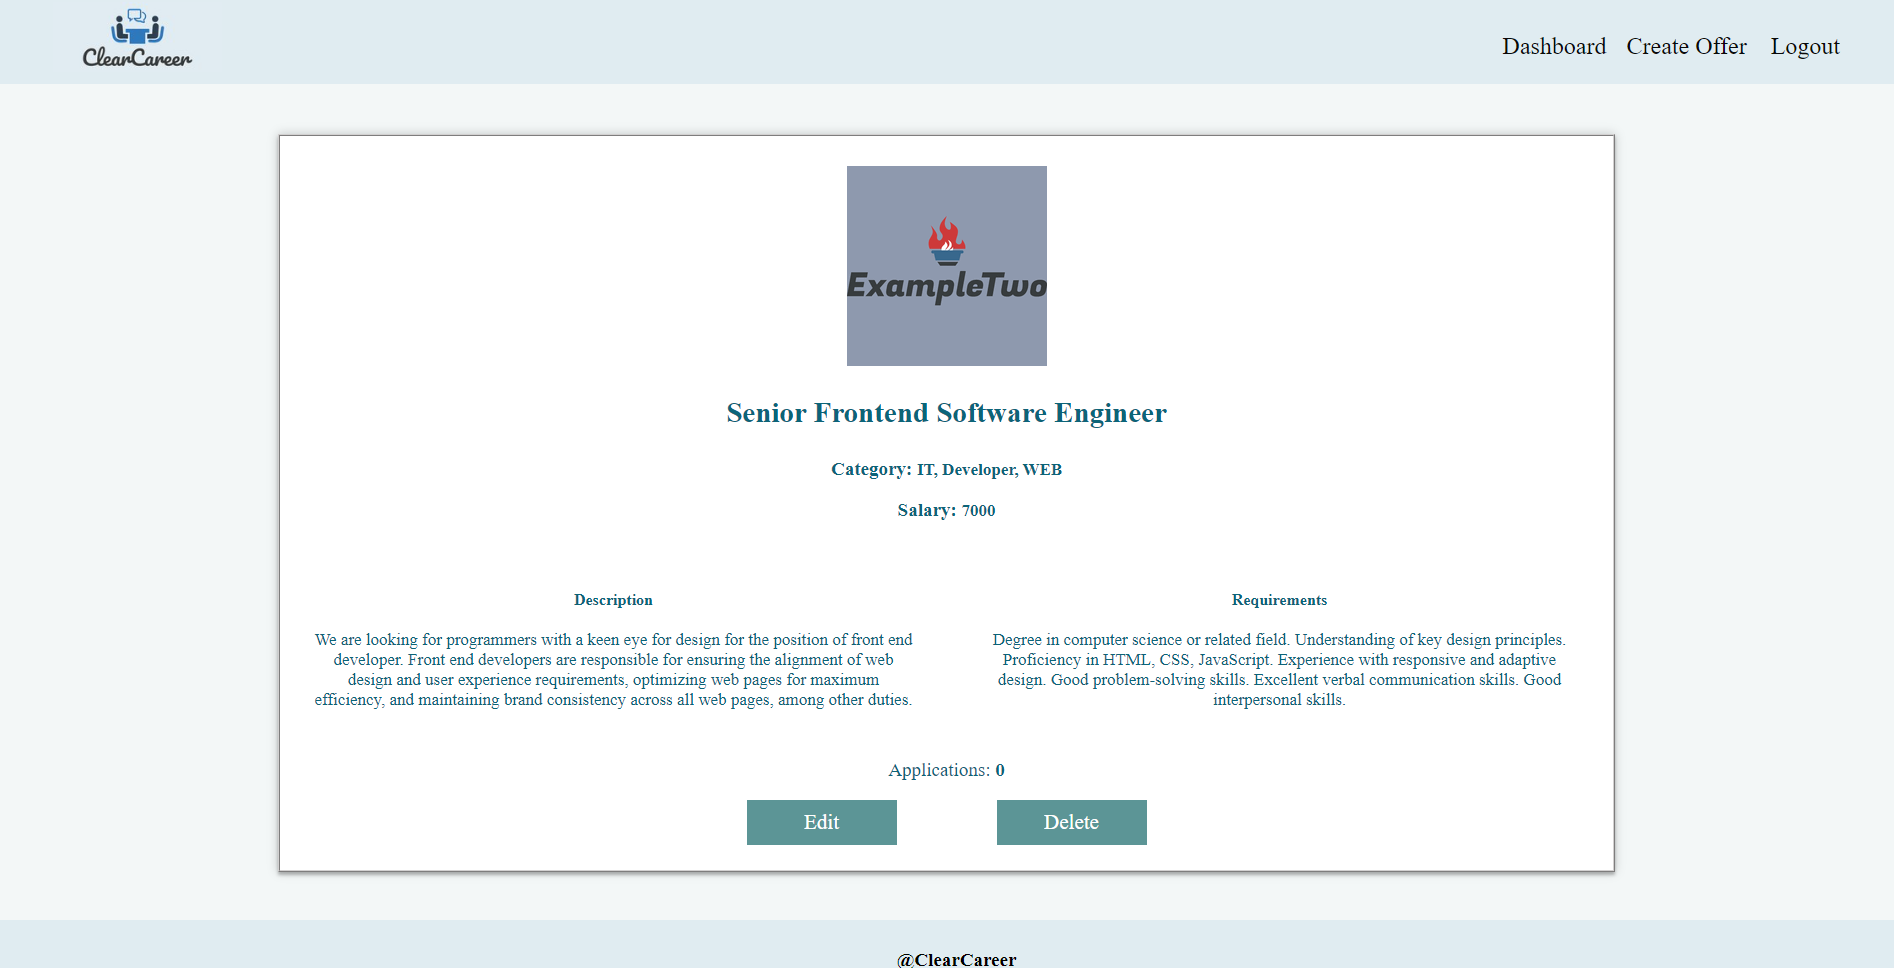 ClearCareer
Dashboard Create Offer Logout
ExampleTwo
Senior Frontend Software Engineer
Category: IT, Developer, WEB
Salary: 7000
Description
We are looking for programmers with a keen eye for design for the position of front end
developer. Front end developers are responsible for ensuring the alignment of web
design and user experience requirements, optimizing web pages for maximum
efficiency, and maintaining brand consistency across all web pages, among other duties.
Requirements
Degree in computer science or related field. Understanding of key design principles.
Proficiency in HTML, CSS, JavaScript. Experience with responsive and adaptive
design. Good problem-solving skills. Excellent verbal communication skills. Good
interpersonal skills.
Applications: 0
Edit Delete
@ClearCareer